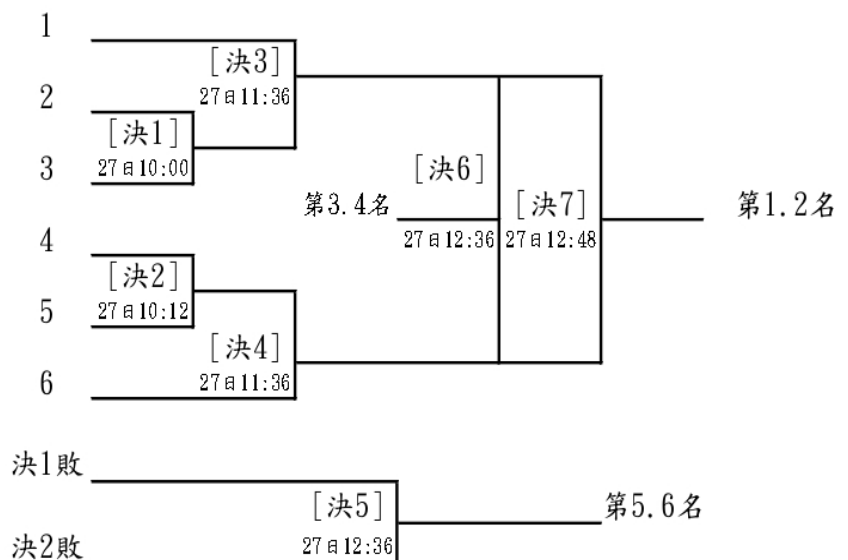 1
[決3]
27日11:36
2
[決1]
27日10:00
3
[決6]
第3.4名
27日12:36
[決7]
27日12:48
第1.2名
4
[決2]
27日10:12
5
[決4]
27日11:36
6
決1敗
[決5]
27日12:36
第5.6名
決2敗